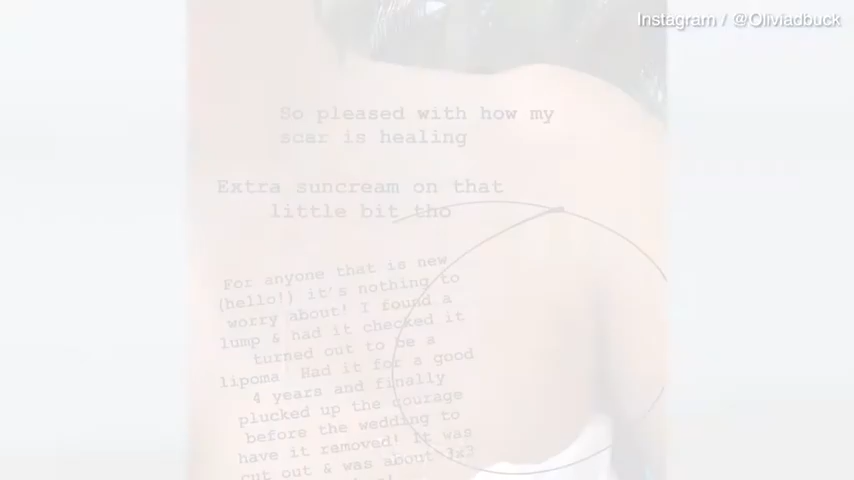 Instagram / @Oliviadbuck
So pleased with how my
scar is healing
Extra suncream on that
little bit tho
For anyone that is new
(hello!) it's nothing to
worry about! I found a
lump & had it checked it
turned out to be a
lipoma Had it for a good
4 years and finally
plucked up the courage
before the wedding to
have it removed! It was
cut out & was about 3x3